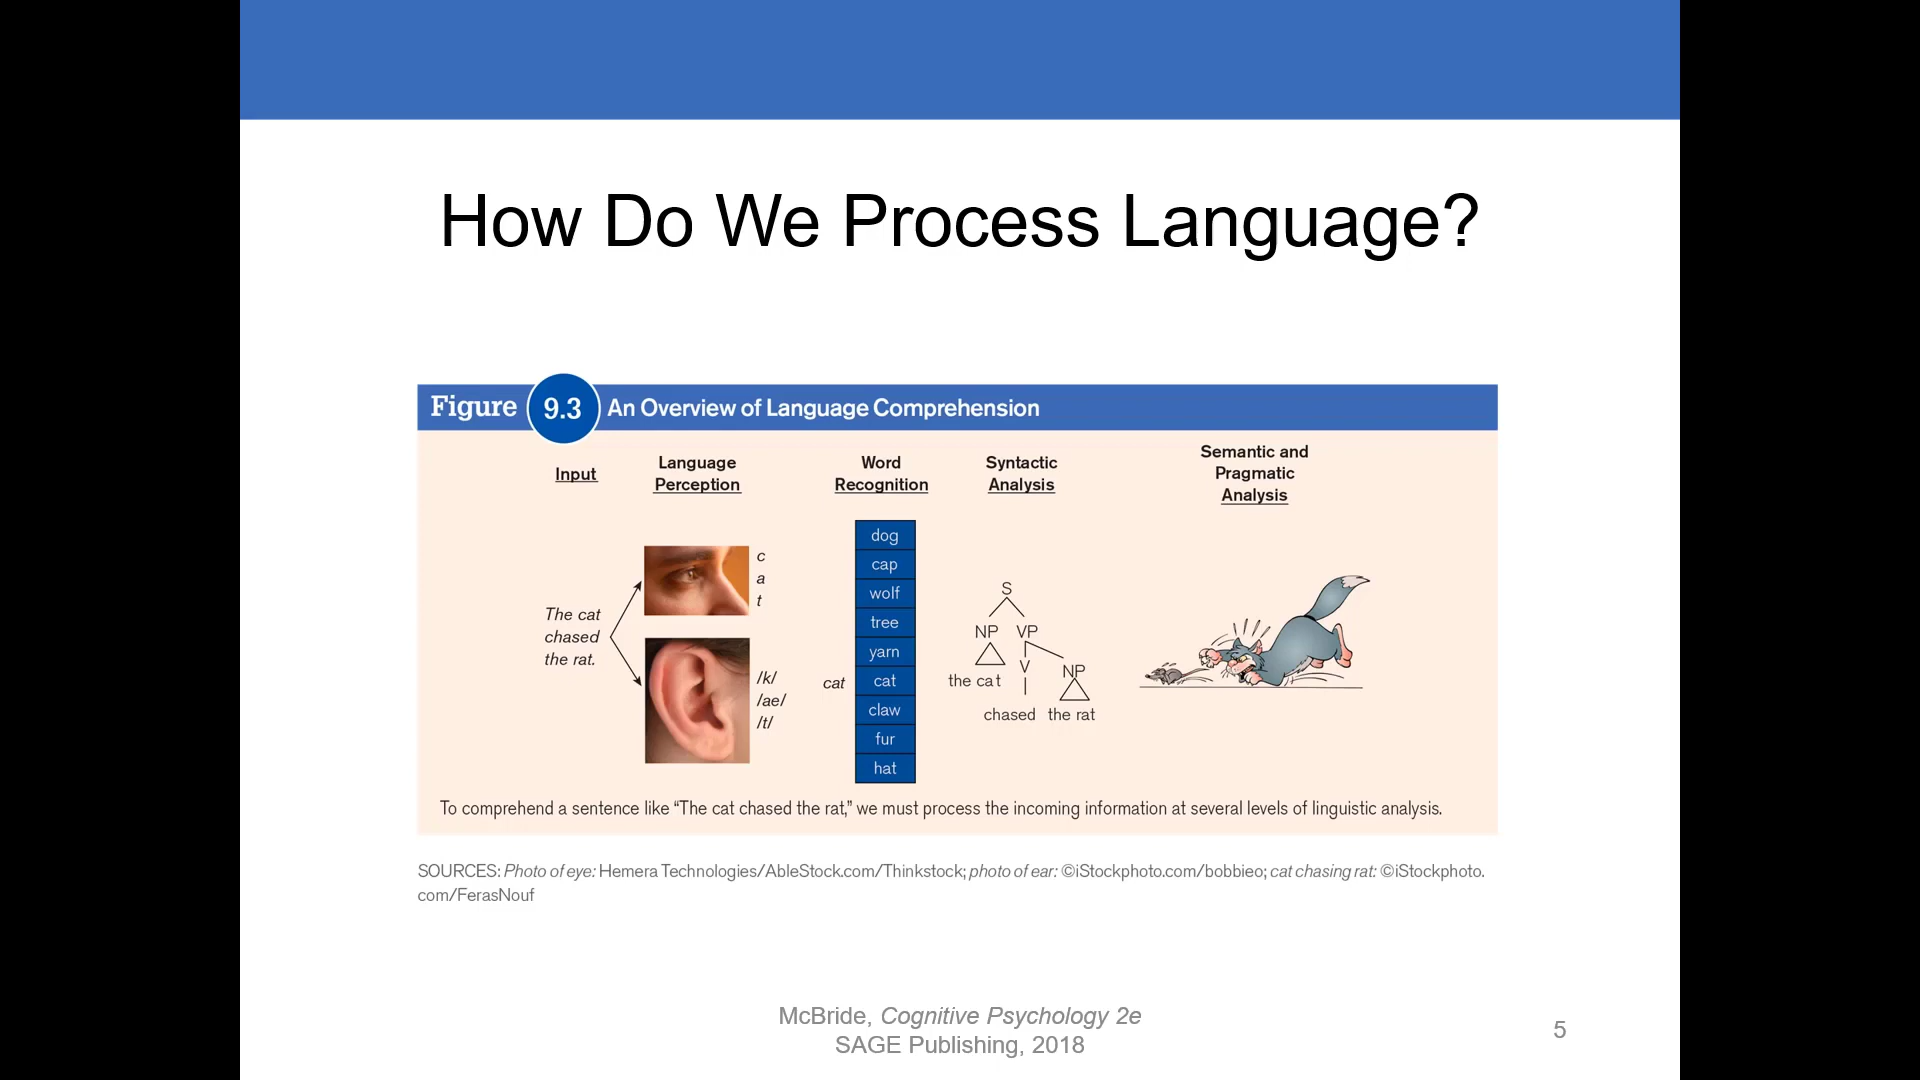 How Do We Process Language?
Figure 9.3 An Overview of Language Comprehension
Input
Language
Perception
Word
Recognition
Syntactic
Analysis
Semantic and
Pragmatic
Analysis
The cat
chased
the rat.
c
a
t
/k/
/ae/
/t/
cat
dog
cap
wolf
tree
yarn
cat
claw
fur
hat
S
NP VP
V NP
the cat
chased the rat
To comprehend a sentence like “The cat chased the rat,” we must process the incoming information at several levels of linguistic analysis.
SOURCES: Photo of eye: Hemera Technologies/AbleStock.com/Thinkstock; photo of ear: ©iStockphoto.com/bobbieo; cat chasing rat: ©iStockphoto.
com/FerasNouf
McBride, Cognitive Psychology 2e
SAGE Publishing, 2018
5